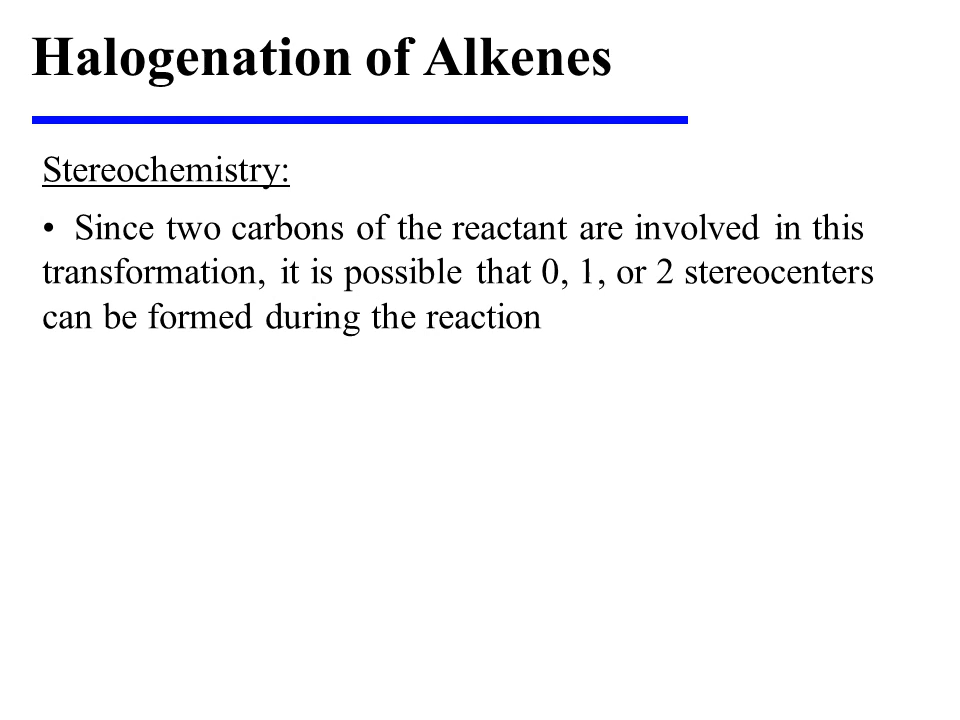 Halogenation of Alkenes
Stereochemistry:
• Since two carbons of the reactant are involved in this
transformation, it is possible that 0, 1, or 2 stereocenters
can be formed during the reaction